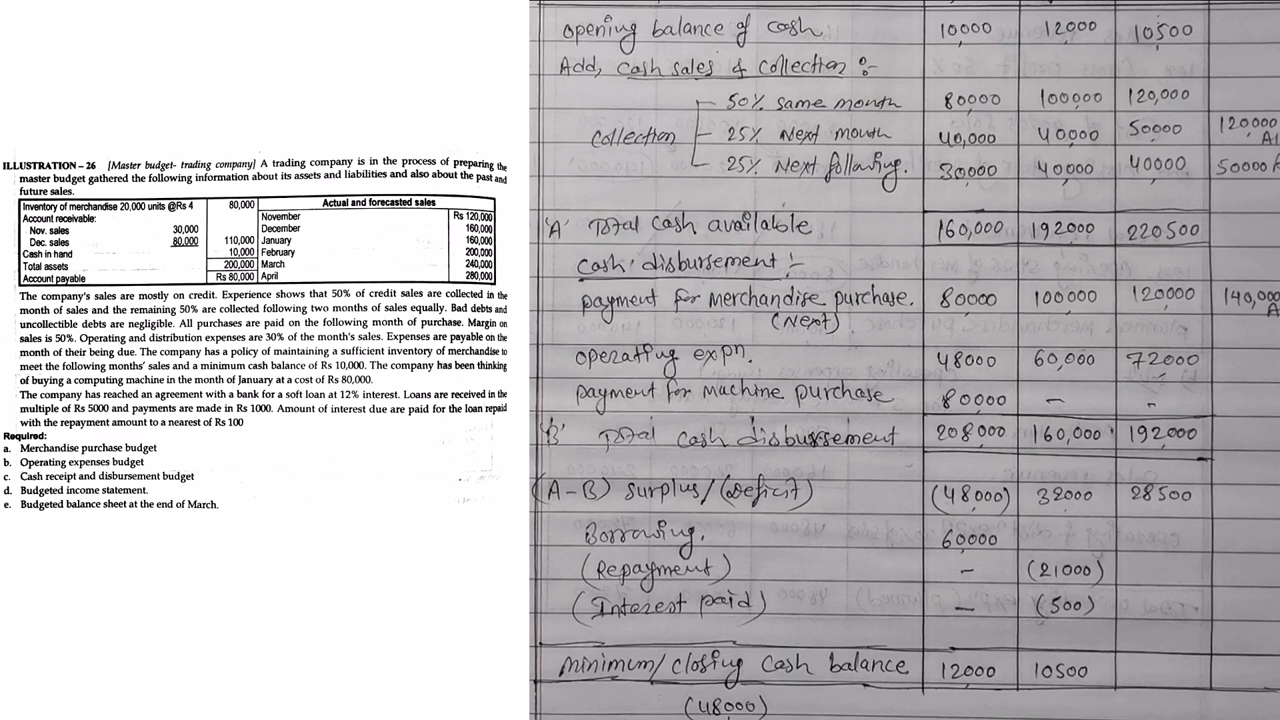 ILLUSTRATION – 26 [Master budget- trading company] A trading company is in the process of preparing the
master budget gathered the following information about its assets and liabilities and also about the past and
future sales.
Inventory of merchandise 20,000 units @Rs 4 80,000 Actual and forecasted sales
Account receivable: November Rs 120,000
Nov. sales 30,000 December 160,000
Dec. sales 80,000 110,000 January 160,000
Cash in hand 10,000 February 200,000
Total assets 200,000 March 240,000
Account payable Rs 80,000 April 280,000
The company's sales are mostly on credit. Experience shows that 50% of credit sales are collected in the
month of sales and the remaining 50% are collected following two months of sales equally. Bad debts and
uncollectible debts are negligible. All purchases are paid on the following month of purchase. Margin on
sales is 50%. Operating and distribution expenses are 30% of the month's sales. Expenses are payable on the
month of their being due. The company has a policy of maintaining a sufficient inventory of merchandise to
meet the following months' sales and a minimum cash balance of Rs 10,000. The company has been thinking
of buying a computing machine in the month of January at a cost of Rs 80,000.
The company has reached an agreement with a bank for a soft loan at 12% interest. Loans are received in the
multiple of Rs 5000 and payments are made in Rs 1000. Amount of interest due are paid for the loan repaid
with the repayment amount to a nearest of Rs 100
Required:
a. Merchandise purchase budget
b. Operating expenses budget
c. Cash receipt and disbursement budget
d. Budgeted income statement.
e. Budgeted balance sheet at the end of March.
opening balance of cash 10000 12000 10500
Add, cash sales & collection :-
50% same month 80000 100000 120,000
collection 25% Next month 40,000 40000 50000 120000 A
25% Next following. 30000 40000 40000 50000
'A' Total cash available 160,000 192000 220500
cash disbursement :-
payment for merchandise purchase. 80000 100000 120000 140,000 A
(Next)
operating expn. 48000 60,000 72000
payment for machine purchase 80000 – -
'B' Total cash disbursement 208000 160,000 192000
(A-B) surplus/(Deficit) (48000) 32000 28500
Borrowing. 60000
(Repayment) – (21000)
(Interest paid) – (500)
minimum/closing cash balance 12000 10500
(48000)